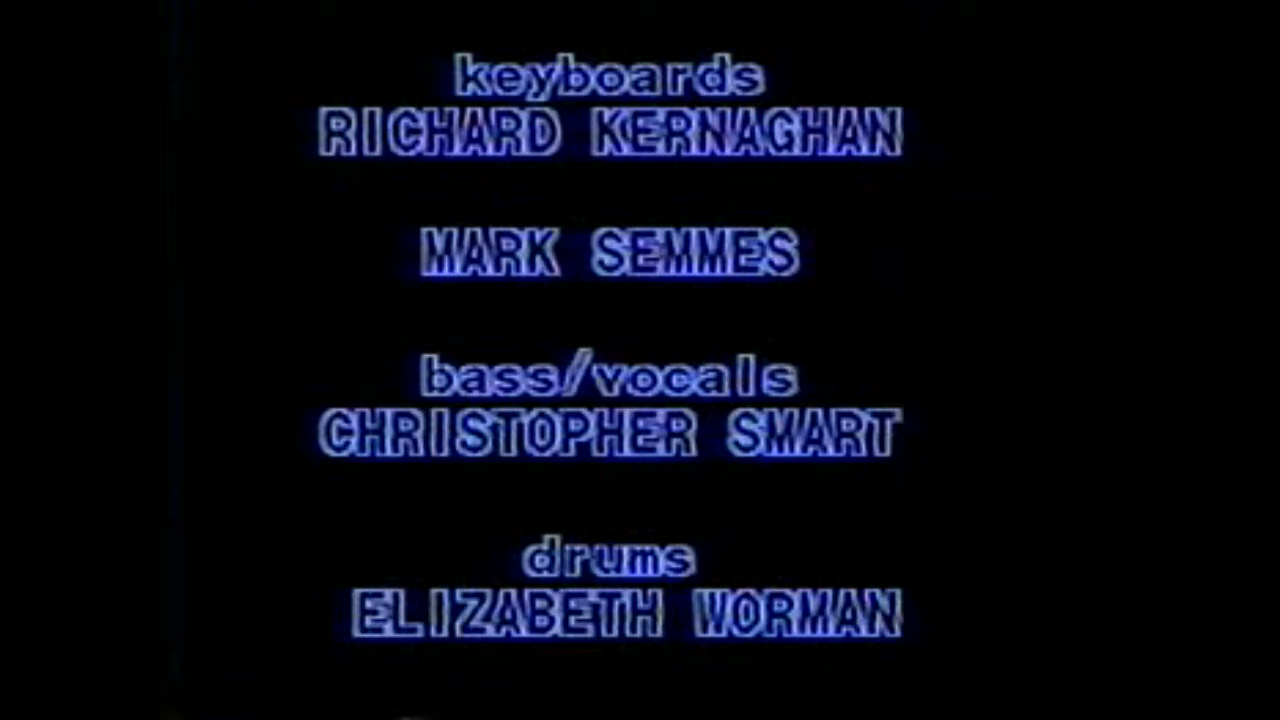 keyboards
RICHARD KERNAGHAN
MARK SEMMES
bass/vocals
CHRISTOPHER SMART
drums
ELIZABETH WORMAN